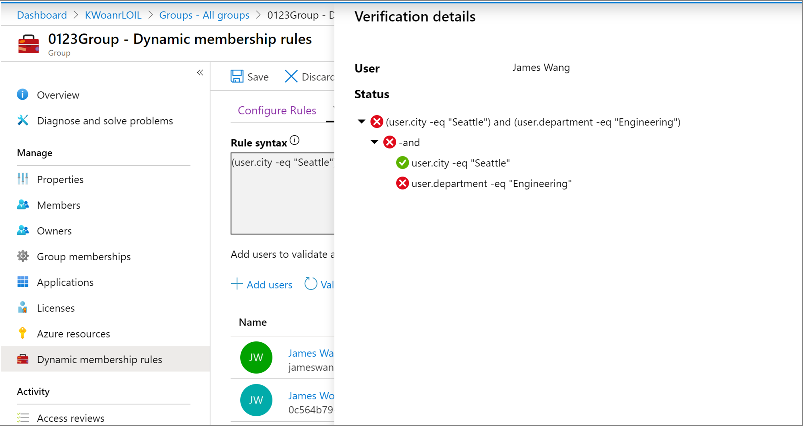 Dashboard > KWoanrLOIL > Groups - All groups > 0123Group - D
0123Group - Dynamic membership rules
Group
«
Overview
Diagnose and solve problems
Manage
Properties
Members
Owners
Group memberships
Applications
Licenses
Azure resources
Dynamic membership rules
Activity
Access reviews
Save
Discard
Configure Rules
Rule syntax
(user.city -eq "Seattle"
Add users to validate a
Add users
Val
Name
JW
James Wa
jameswan
JW
James Wo
0c564b79
Verification details
User
James Wang
Status
(user.city -eq "Seattle") and (user.department -eq "Engineering")
-and
user.city -eq "Seattle"
user.department -eq "Engineering"